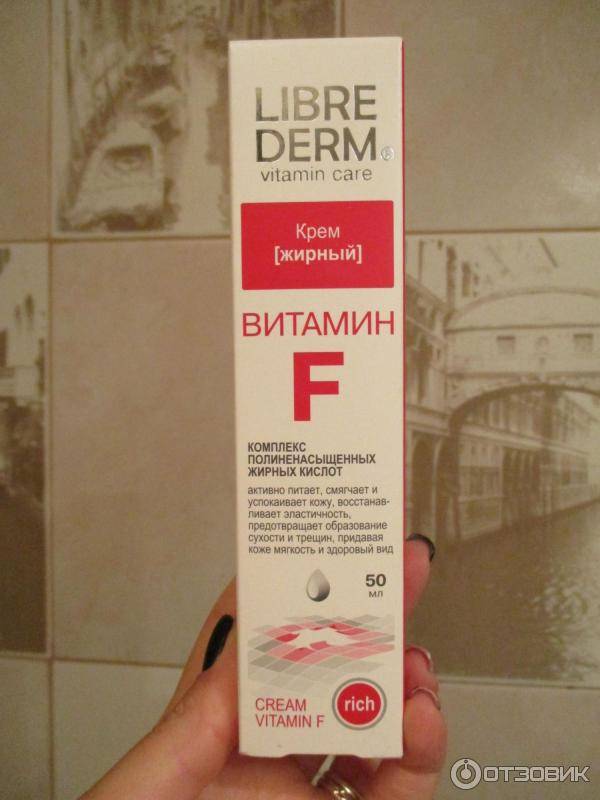 LIBRE
DERM®
vitamin care
Крем
[жирный]
ВИТАМИН
F
КОМПЛЕКС
ПОЛИНЕНАСЫЩЕННЫХ
ЖИРНЫХ КИСЛОТ
активно питает, смягчает и
успокаивает кожу, восстанав-
ливает эластичность,
предотвращает образование
сухости и трещин, придавая
коже мягкость и здоровый вид
50
мл
CREAM
VITAMIN F
rich
ОТЗОВИК